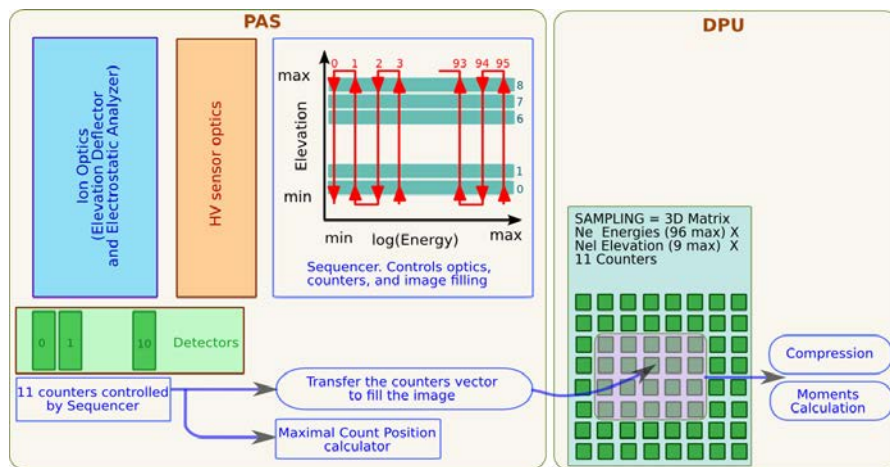 PAS
DPU
Ion Optics
(Elevation Deflector
and Electrostatic Analyzer)
HV sensor optics
0 1 2 3 93 94 95
max
8
7
6
Elevation
1
0
min
min log(Energy) max
Sequencer. Controls optics,
counters, and image filling
SAMPLING = 3D Matrix
Ne Energies (96 max) X
Nel Elevation (9 max) X
11 Counters
0 1 10 Detectors
11 counters controlled
by Sequencer
Transfer the counters vector
to fill the image
Maximal Count Position
calculator
Compression
Moments
Calculation